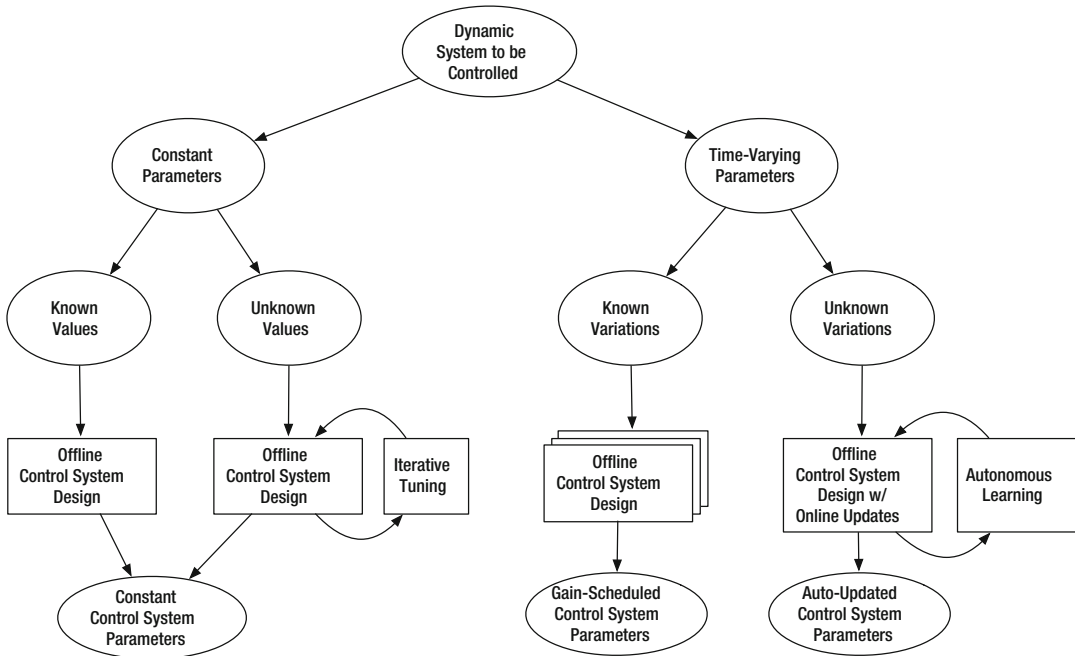 Dynamic
System to be
Controlled
Constant
Parameters
Time-Varying
Parameters
Known
Values
Unknown
Values
Known
Variations
Unknown
Variations
Offline
Control System
Design
Offline
Control System
Design
Iterative
Tuning
Offline
Control System
Design
Offline
Control System
Design w/
Online Updates
Autonomous
Learning
Constant
Control System
Parameters
Gain-Scheduled
Control System
Parameters
Auto-Updated
Control System
Parameters